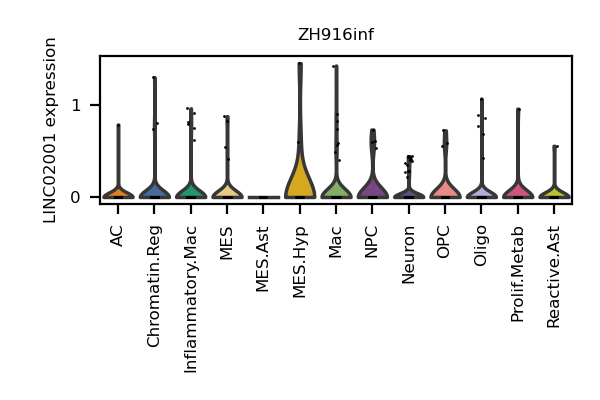 ZH916inf
LINC02001 expression
1
0
AC
Chromatin.Reg
Inflammatory.Mac
MES
MES.Ast
MES.Hyp
Mac
NPC
Neuron
OPC
Oligo
Prolif.Metab
Reactive.Ast